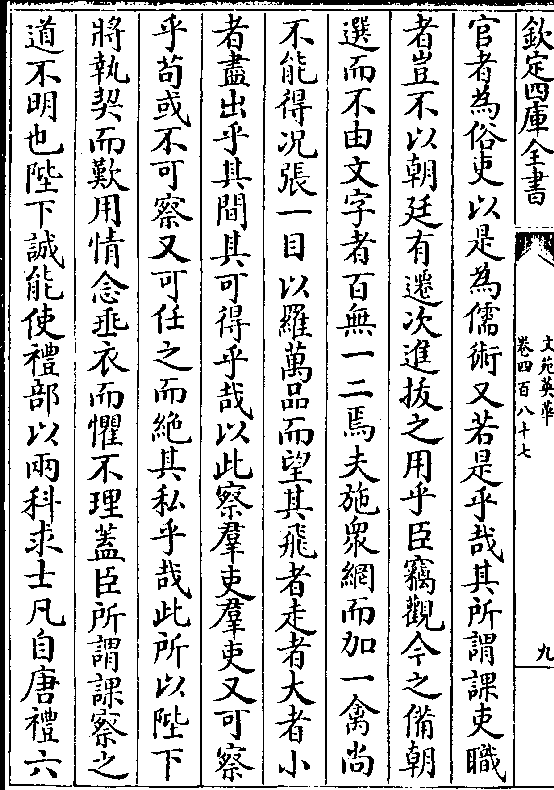 欽定四庫全書
文苑英華
卷四百八十七
九
官者為俗吏以是為儒術又若是乎哉其所謂課吏職
者豈不以朝廷有遷次進拔之用乎臣竊觀今之備朝
選而不由文字者百無一二焉夫施衆網而加一禽尚
不能得况張一目以羅萬品而望其飛者走者大者小
者盡出乎其間其可得乎哉以此察羣吏羣吏又可察
乎苟或不可察又可任之而絶其私乎哉此所以陛下
將執契而歎用情念垂衣而懼不理蓋臣所謂課察之
道不明也陛下誠能使禮部以兩科求士凡自唐禮六